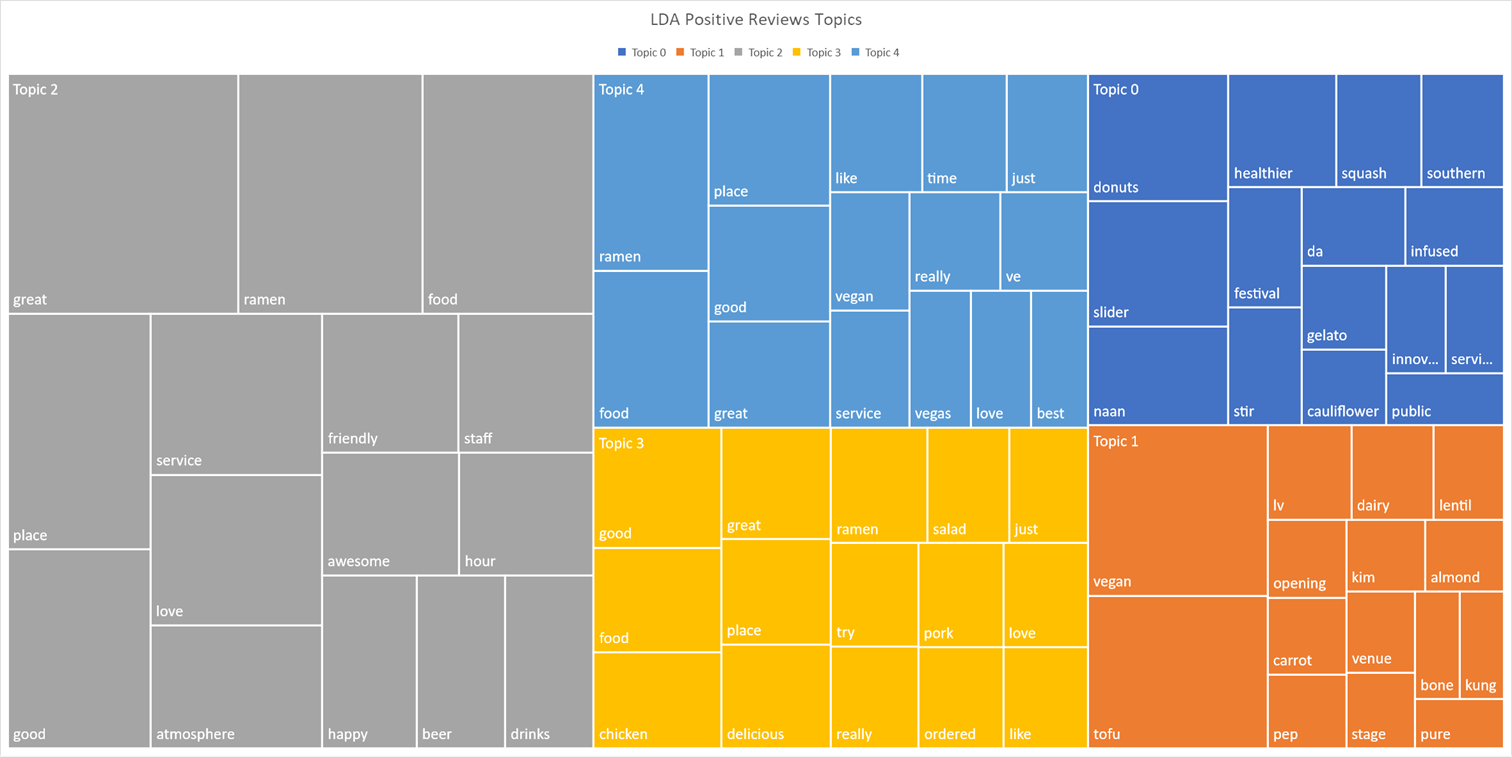 LDA Positive Reviews Topics
Topic 0 Topic 1 Topic 2 Topic 3 Topic 4
Topic 2
great
ramen
food
place
good
service
love
atmosphere
friendly
staff
awesome
hour
happy
beer
drinks
Topic 4
ramen
food
place
good
great
like
time
just
vegan
service
really
ve
vegas
love
best
Topic 3
good
food
chicken
great
place
delicious
ramen
salad
just
try
pork
love
really
ordered
like
Topic 0
donuts
slider
naan
healthier
squash
southern
festival
stir
da
infused
gelato
cauliflower
innov...
servi...
public
Topic 1
vegan
tofu
lv
dairy
lentil
opening
carrot
pep
kim
almond
venue
stage
bone
kung
pure